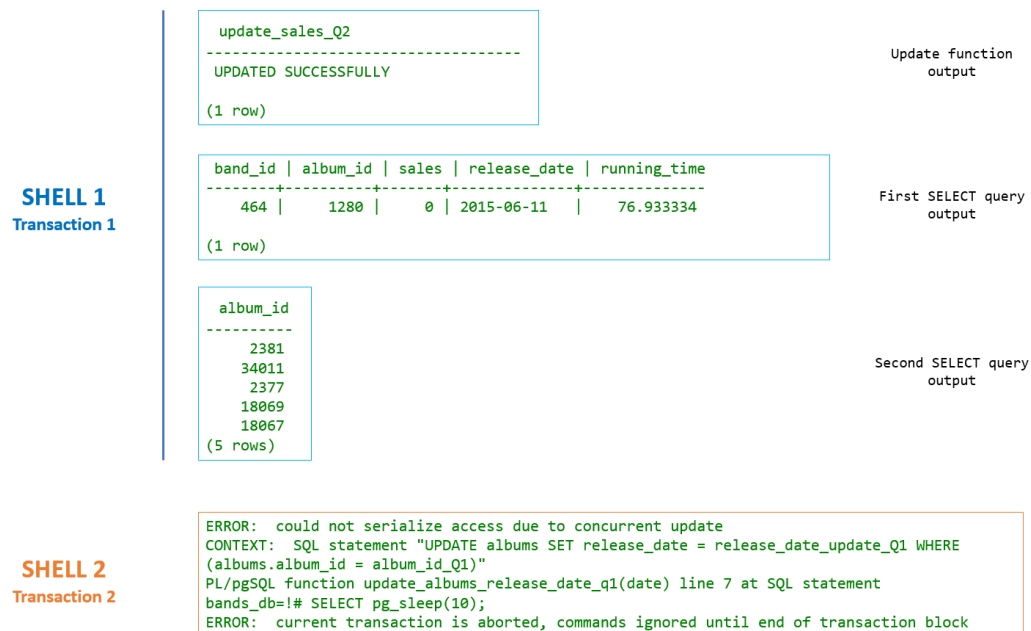 update_sales_Q2
------------------------------------
UPDATED SUCCESSFULLY
(1 row)
Update function
output
SHELL 1
Transaction 1
band_id | album_id | sales | release_date | running_time
--------+----------+-------+--------------+--------------
464 | 1280 | 0 | 2015-06-11 | 76.933334
(1 row)
First SELECT query
output
album_id
----------
2381
34011
2377
18069
18067
(5 rows)
Second SELECT query
output
SHELL 2
Transaction 2
ERROR: could not serialize access due to concurrent update
CONTEXT: SQL statement "UPDATE albums SET release_date = release_date_update_Q1 WHERE
(albums.album_id = album_id_Q1)"
PL/pgSQL function update_albums_release_date_q1(date) line 7 at SQL statement
bands_db=!# SELECT pg_sleep(10);
ERROR: current transaction is aborted, commands ignored until end of transaction block